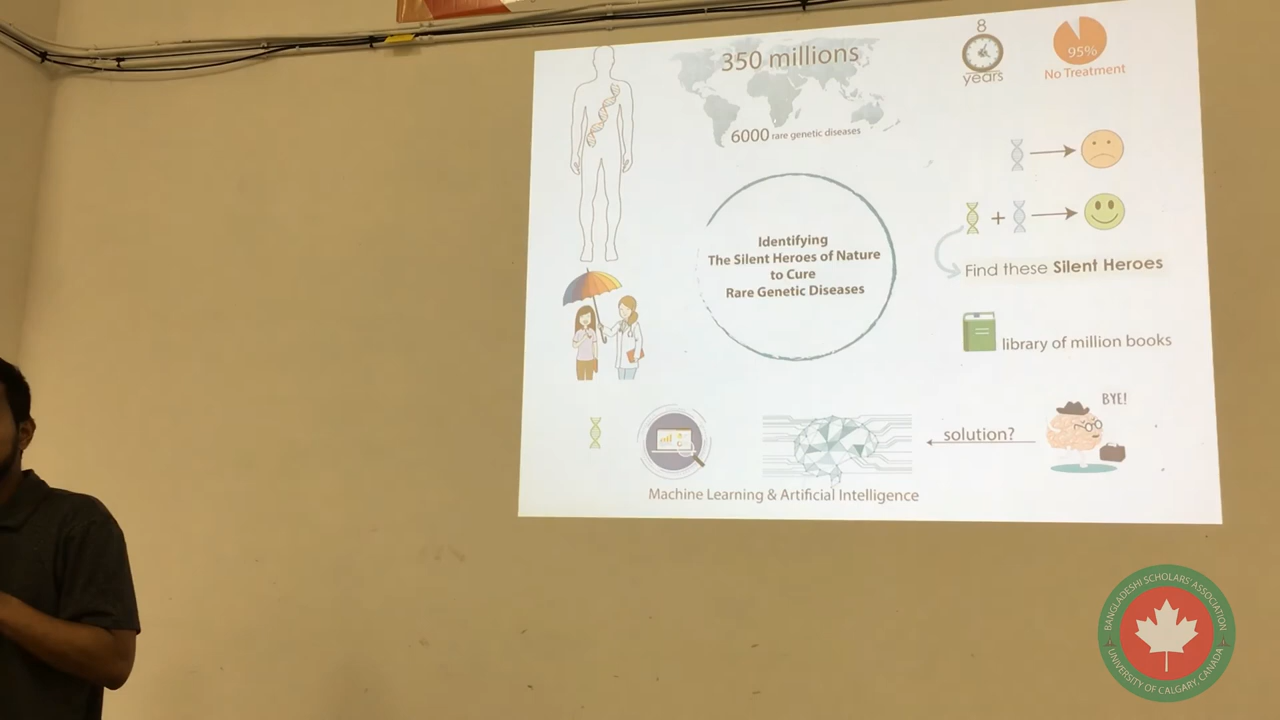 350 millions
6000 rare genetic diseases
8
years
95%
No Treatment
Identifying
The Silent Heroes of Nature
to Cure
Rare Genetic Diseases
Find these Silent Heroes
library of million books
BYE!
solution?
Machine Learning & Artificial Intelligence
BANGLADESHI SCHOLARS' ASSOCIATION
UNIVERSITY OF CALGARY, CANADA